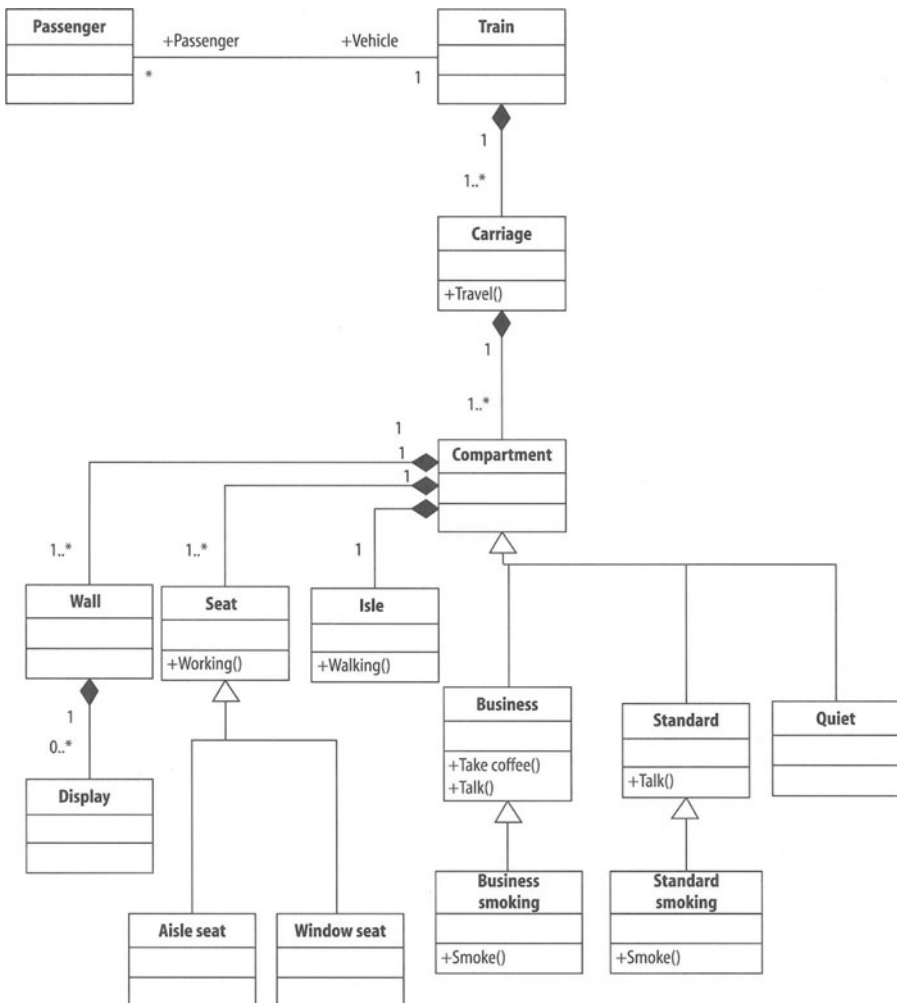 Passenger
Train
+Passenger
+Vehicle
*
1
1
1..*
Carriage
+Travel()
1
1..*
1
Compartment
1
1
1..*
1..*
1
Wall
Seat
Isle
+Working()
+Walking()
1
0..*
Display
Business
+Take coffee()
+Talk()
Standard
+Talk()
Quiet
Aisle seat
Window seat
Business
smoking
+Smoke()
Standard
smoking
+Smoke()